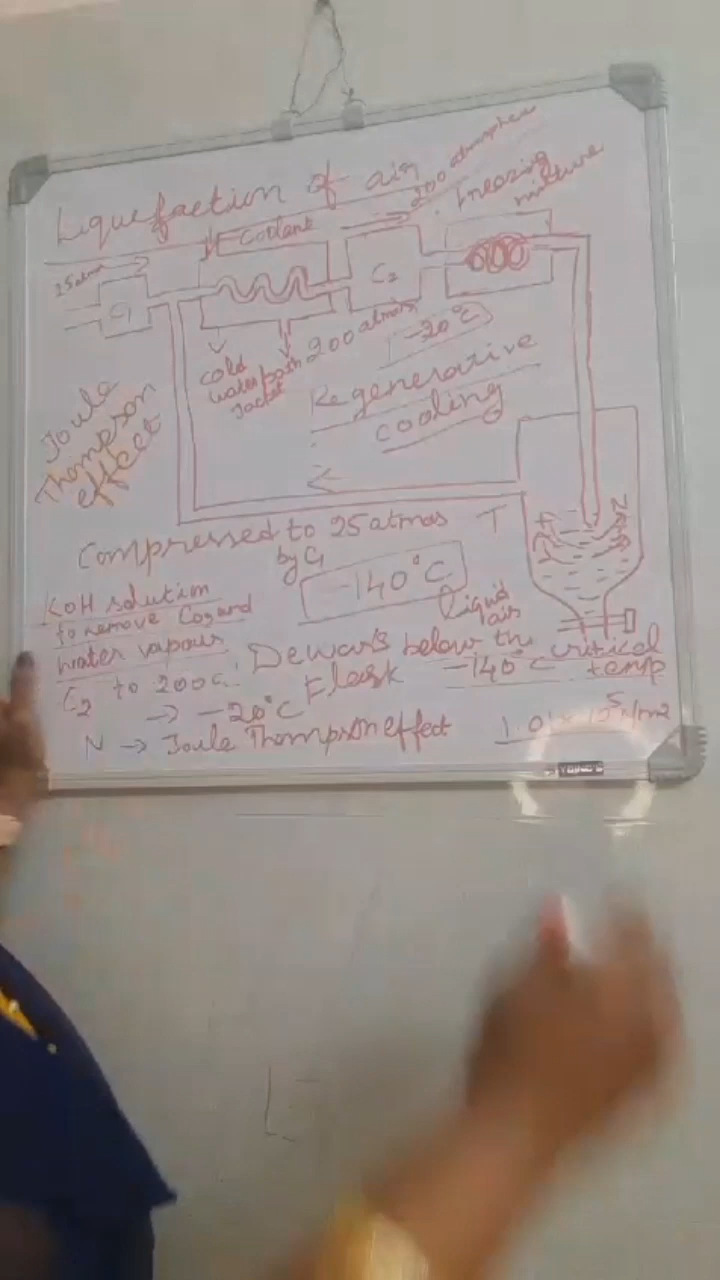 Liquefaction of air
200 atmosphere
freezing mixture
Coolant
25 atm
C1
C2
cold water bath Jacket
200 atmos
-20°C
Regenerative
cooling
Joule
Thompson
effect
N
T
Compressed to 25 atmos
by C1
-140°C
Liquid air
KOH solution
to remove CO2 and
water vapour
C2 to 200
→ -20°C
Dewar's Flask
below the critical temp
-140°C
N → Joule Thompson effect